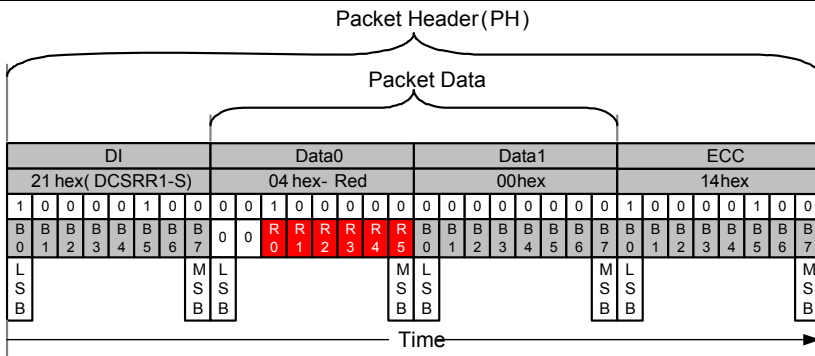 Packet Header (PH)
Packet Data
DI Data0 Data1 ECC
21 hex( DCSRR1-S) 04 hex- Red 00hex 14hex
1 0 0 0 0 1 0 0 0 0 1 0 0 0 0 0 0 0 0 0 0 0 0 0 1 0 0 0 0 1 0 0
B0 B1 B2 B3 B4 B5 B6 B7 0 0 R0 R1 R2 R3 R4 R5 B0 B1 B2 B3 B4 B5 B6 B7 B0 B1 B2 B3 B4 B5 B6 B7
LSB MSB LSB MSB LSB MSB LSB MSB
Time